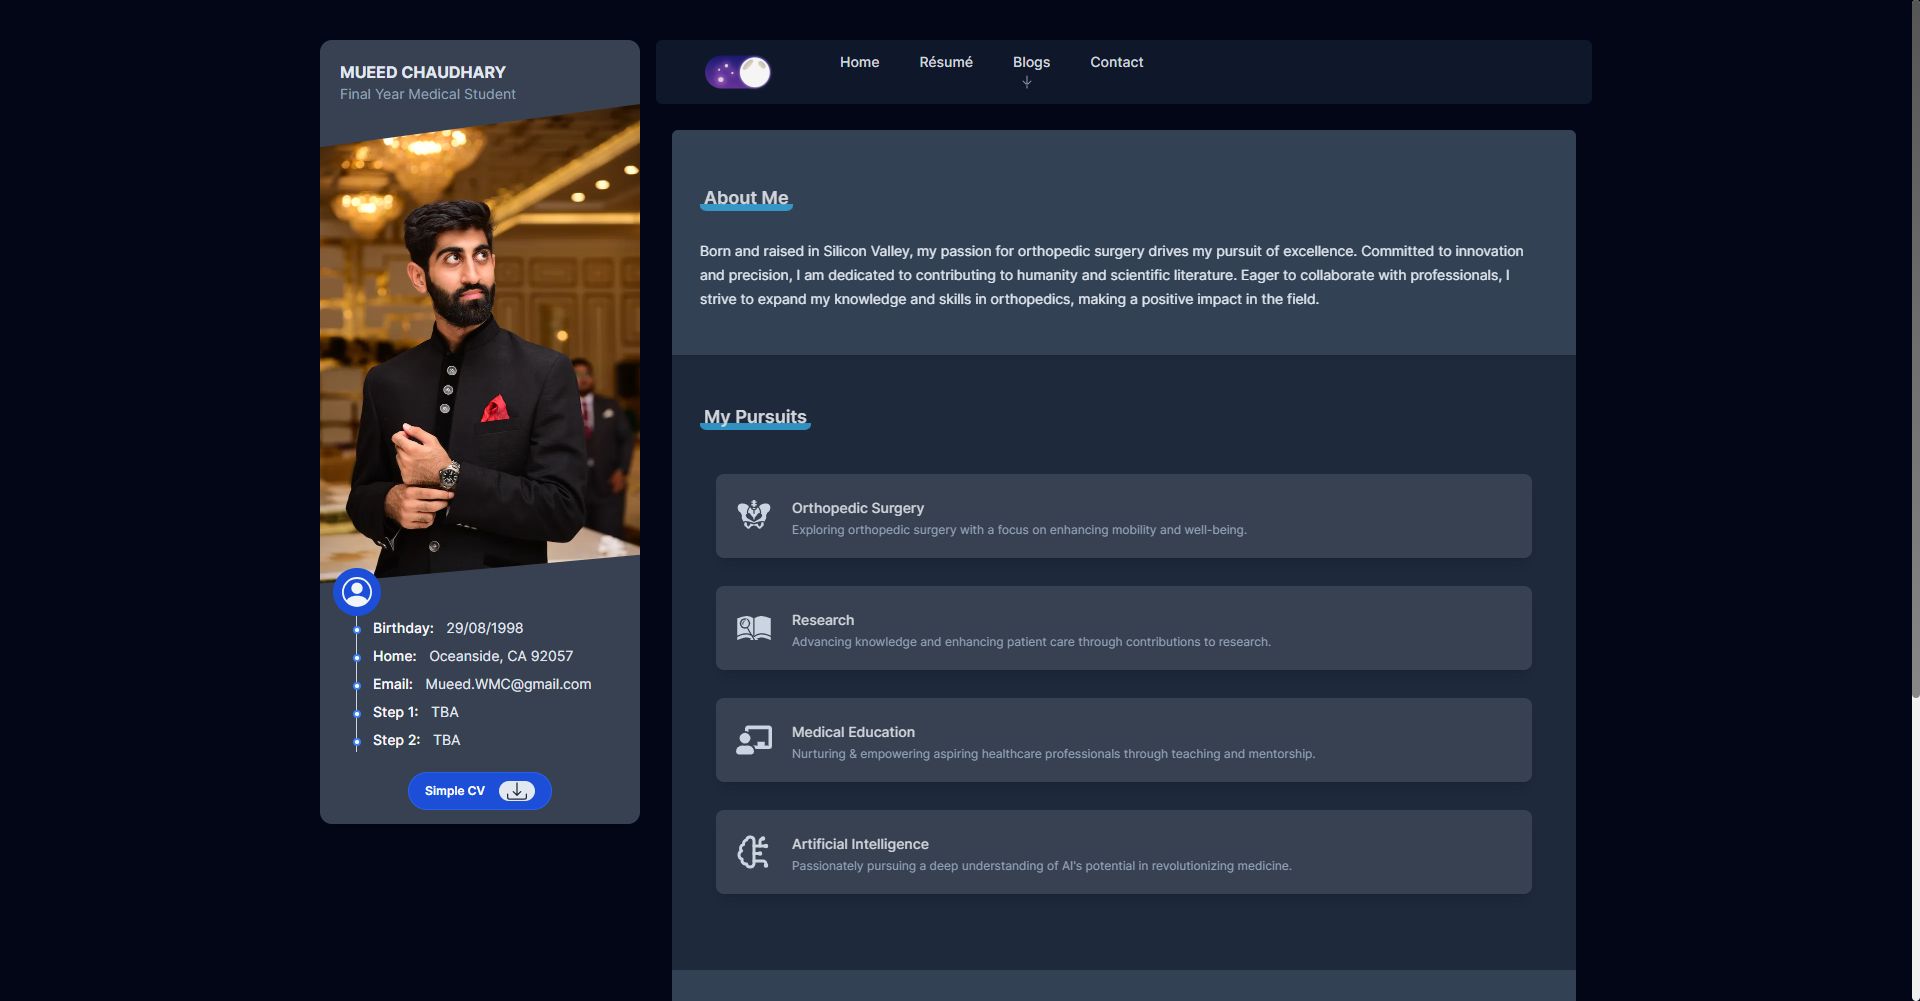 MUEED CHAUDHARY
Final Year Medical Student
Birthday: 29/08/1998
Home: Oceanside, CA 92057
Email: Mueed.WMC@gmail.com
Step 1: TBA
Step 2: TBA
Simple CV
Home Résumé Blogs Contact
About Me
Born and raised in Silicon Valley, my passion for orthopedic surgery drives my pursuit of excellence. Committed to innovation
and precision, I am dedicated to contributing to humanity and scientific literature. Eager to collaborate with professionals, I
strive to expand my knowledge and skills in orthopedics, making a positive impact in the field.
My Pursuits
Orthopedic Surgery
Exploring orthopedic surgery with a focus on enhancing mobility and well-being.
Research
Advancing knowledge and enhancing patient care through contributions to research.
Medical Education
Nurturing & empowering aspiring healthcare professionals through teaching and mentorship.
Artificial Intelligence
Passionately pursuing a deep understanding of AI's potential in revolutionizing medicine.